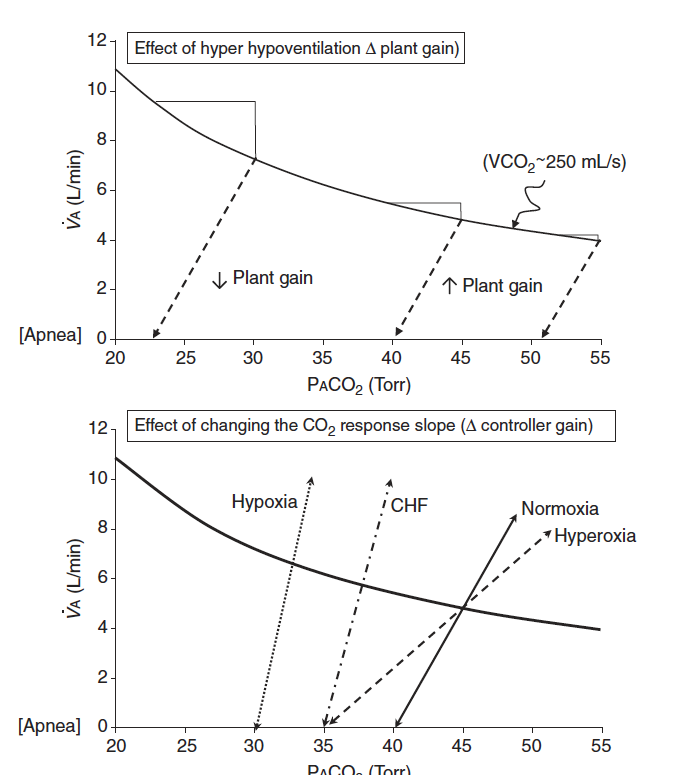 Effect of hyper hypoventilation Δ plant gain)
12
10
8
6
4
2
[Apnea] 0
V̇A (L/min)
(VCO₂~250 mL/s)
↓ Plant gain
↑ Plant gain
20 25 30 35 40 45 50 55
PACO₂ (Torr)
Effect of changing the CO₂ response slope (Δ controller gain)
12
10
8
6
4
2
[Apnea] 0
V̇A (L/min)
Hypoxia
CHF
Normoxia
Hyperoxia
20 25 30 35 40 45 50 55
PACO₂ (Torr)